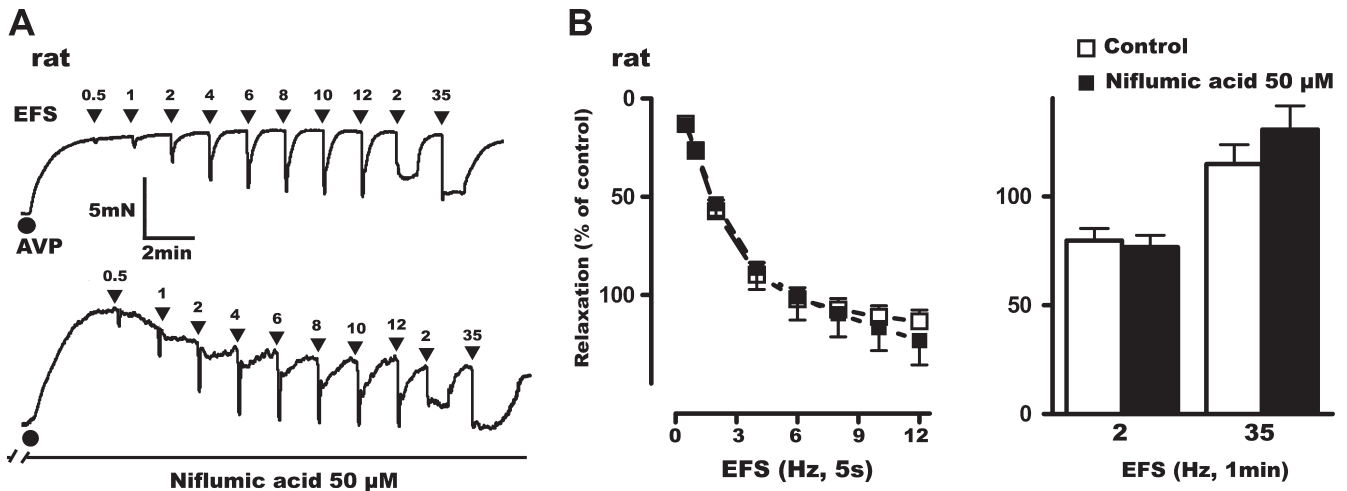 A
rat
EFS
0.5 1 2 4 6 8 10 12 2 35
5mN
2min
AVP
0.5 1 2 4 6 8 10 12 2 35
Niflumic acid 50 µM
B
rat
Relaxation (% of control)
0
50
100
0 3 6 9 12
EFS (Hz, 5s)
Control
Niflumic acid 50 µM
100
50
0
2 35
EFS (Hz, 1min)